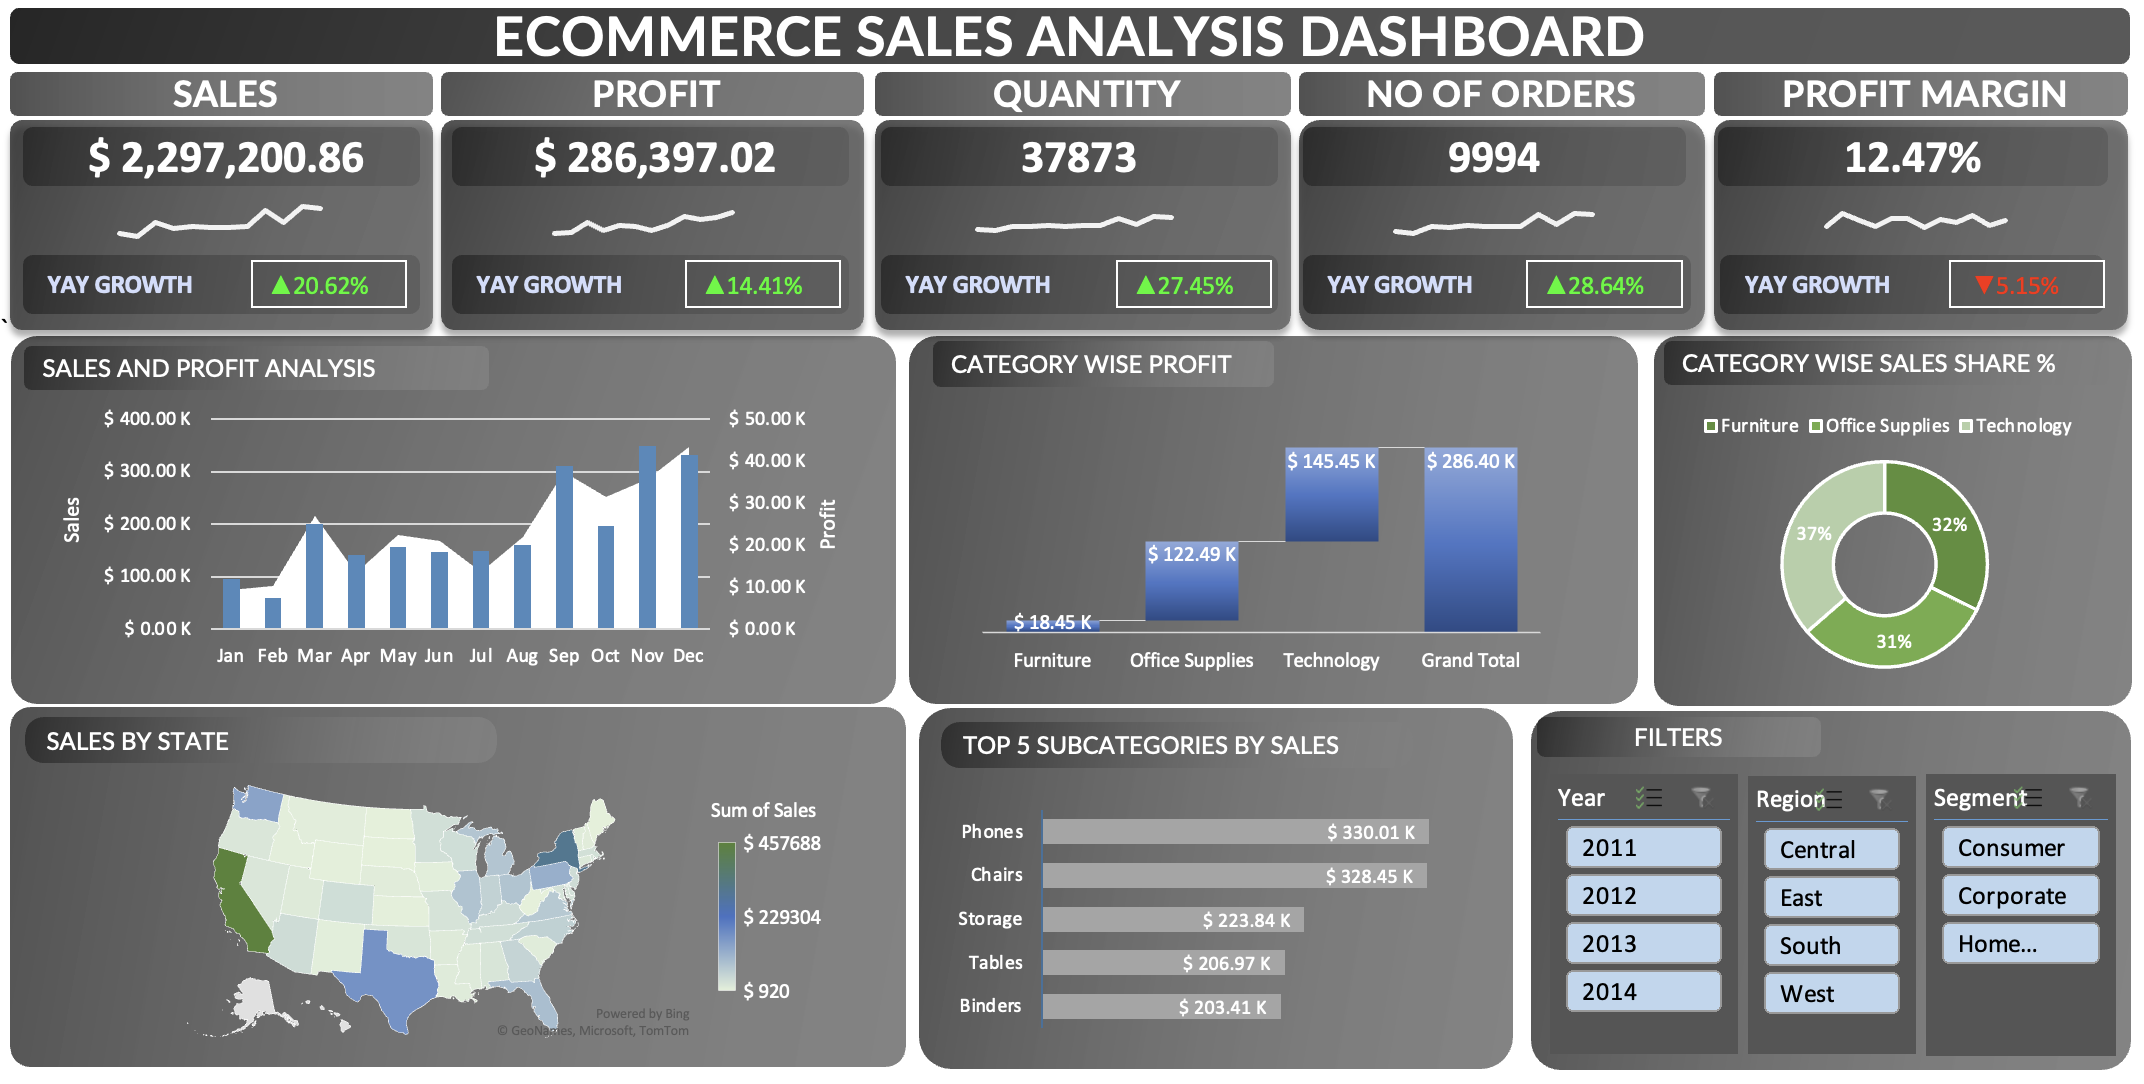 ECOMMERCE SALES ANALYSIS DASHBOARD
SALES
PROFIT
QUANTITY
NO OF ORDERS
PROFIT MARGIN
$ 2,297,200.86
$ 286,397.02
37873
9994
12.47%
YAY GROWTH ▲20.62%
YAY GROWTH ▲14.41%
YAY GROWTH ▲27.45%
YAY GROWTH ▲28.64%
YAY GROWTH ▼5.15%
`
SALES AND PROFIT ANALYSIS
$ 400.00 K
$ 300.00 K
$ 200.00 K
$ 100.00 K
$ 0.00 K
Sales
$ 50.00 K
$ 40.00 K
$ 30.00 K
$ 20.00 K
$ 10.00 K
$ 0.00 K
Profit
Jan Feb Mar Apr May Jun Jul Aug Sep Oct Nov Dec
CATEGORY WISE PROFIT
$ 18.45 K
$ 122.49 K
$ 145.45 K
$ 286.40 K
Furniture Office Supplies Technology Grand Total
CATEGORY WISE SALES SHARE %
Furniture Office Supplies Technology
32%
37%
31%
SALES BY STATE
Sum of Sales
$ 457688
$ 229304
$ 920
Powered by Bing
© GeoNames, Microsoft, TomTom
TOP 5 SUBCATEGORIES BY SALES
Phones $ 330.01 K
Chairs $ 328.45 K
Storage $ 223.84 K
Tables $ 206.97 K
Binders $ 203.41 K
FILTERS
Year
2011
2012
2013
2014
Region
Central
East
South
West
Segment
Consumer
Corporate
Home...